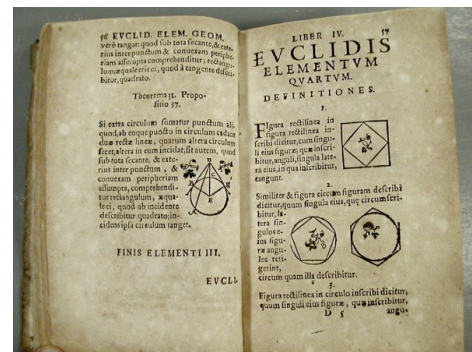 56 EVCLID. ELEM. GEOM.
verò tangat: quod sub tota secante, & exte-
rius inter punctum & conuexam periphe-
riam assumpta comprehenditur, rectangu-
lum æquale erit ei, quod à tangente descri-
bitur, quadrato.
Theorema 31. Propo-
sitio 37.
Si extra circulum sumatur punctum ali-
quod, ab eoque puncto in circulum cadant
duæ rectæ lineæ, quarum altera circulum
secet, altera in eum incidat, sit autem, quod
sub tota secante, & exte-
rius inter punctum, &
conuexam peripheriam
assumpta, comprehendi-
tur rectangulum, æqua-
le ei, quod ab incidente
describitur quadrato; in-
cidens ipsa circulum tanget.
FINIS ELEMENTI III.
EVCLI-
LIBER IV. 57
EVCLIDIS
ELEMENTVM
QVARTVM.
DEFINITIONES.
1.
FIgura rectilinea in
figura rectilinea in-
scribi dicitur, cum singu-
li eius figuræ, quæ inscri-
bitur, anguli, singula late-
ra eius, in qua inscribitur,
tangunt.
2.
Similiter & figura circum figuram describi
dicitur, quum singula eius, quę circumscri-
bitur, la-
tera sin-
gulos e-
ius figu-
ræ angu-
los teti-
gerint,
circum quam illa describitur.
3.
Figura rectilinea in circulo inscribi dicitur,
quum singuli eius figuræ, quæ inscribitur,
D 5 angu-